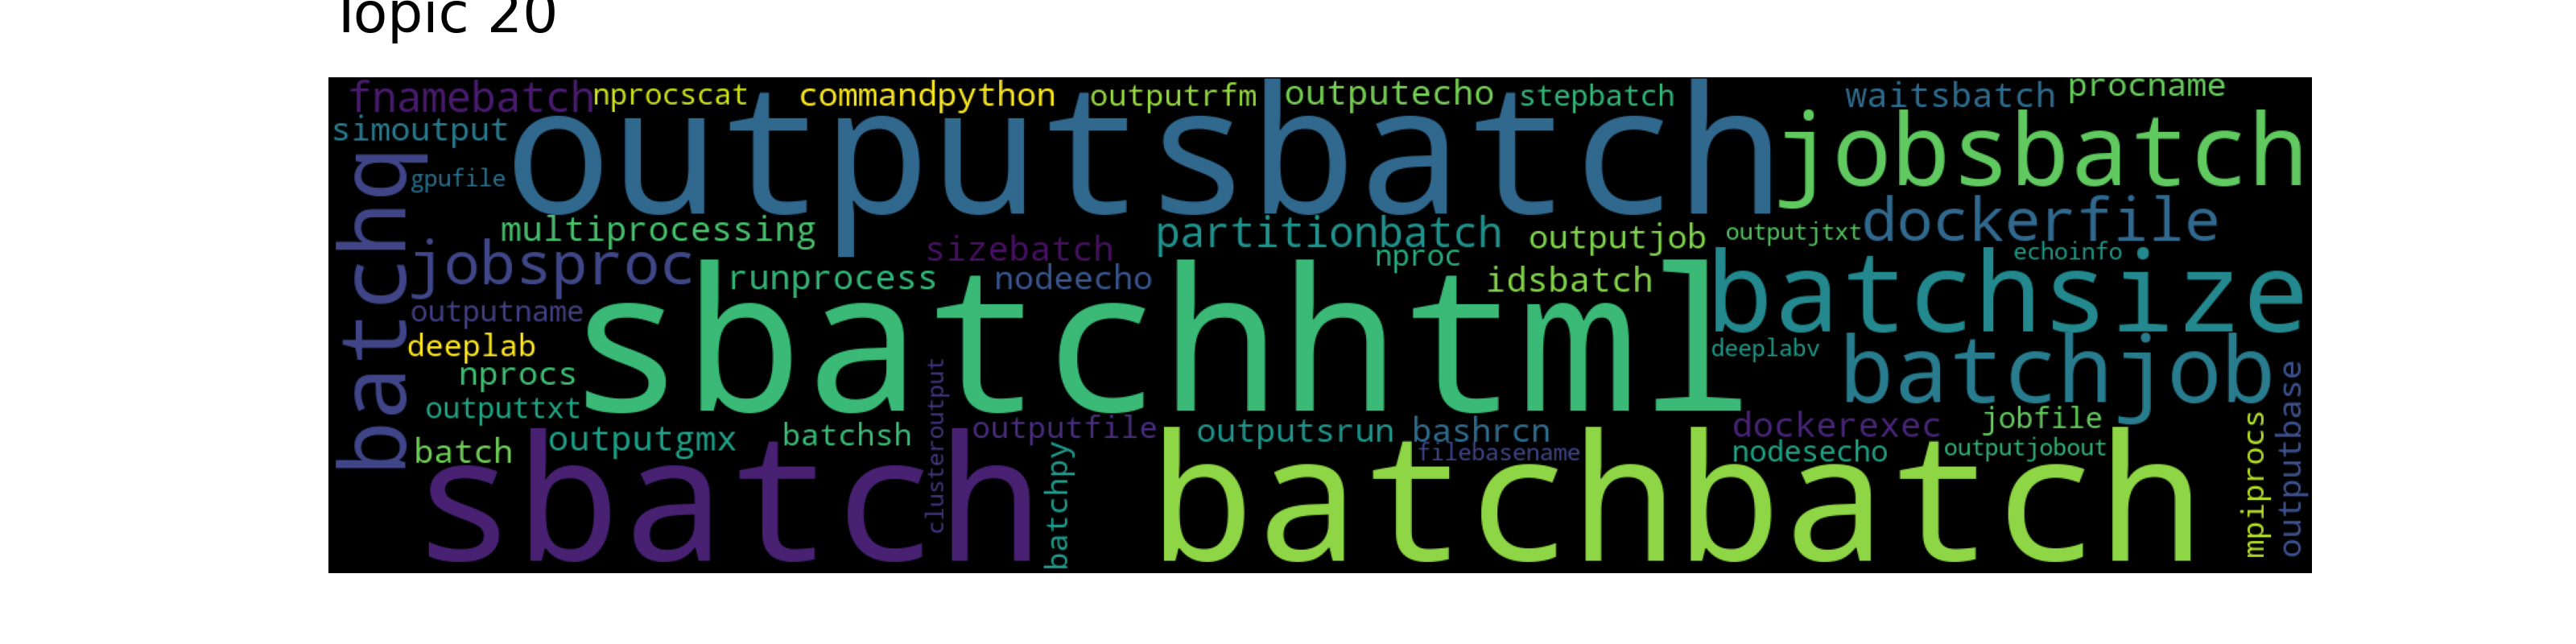 Topic 20
fnamebatch
nprocscat
commandpython
outputrfm
outputecho
stepbatch
waitsbatch
procname
simoutput
outputsbatch
jobsbatch
gpufile
batchq
multiprocessing
sizebatch
partitionbatch
outputjob
outputjtxt
dockerfile
jobsproc
runprocess
nodeecho
nproc
idsbatch
echoinfo
batchsize
outputname
sbatchhtml
deeplab
deeplabv
batchjob
nprocs
outputtxt
clusteroutput
outputfile
outputsrun
bashrcn
dockerexec
jobfile
outputbase
batch
outputgmx
batchsh
filebasename
nodesecho
outputjobout
mpiprocs
sbatch
batchpy
batchbatch